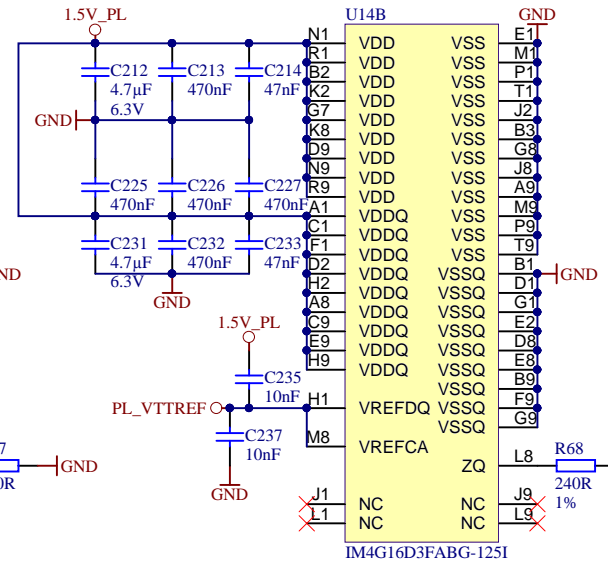 1.5V_PL
U14B
GND
N1 VDD VSS E1
R1 VDD VSS M1
B2 VDD VSS P1
K2 VDD VSS T1
G7 VDD VSS J2
K8 VDD VSS B3
D9 VDD VSS G8
N9 VDD VSS J8
R9 VDD VSS A9
A1 VDDQ VSS M9
C1 VDDQ VSS P9
F1 VDDQ VSS T9
D2 VDDQ VSSQ B1
H2 VDDQ VSSQ D1
A8 VDDQ VSSQ G1
C9 VDDQ VSSQ E2
E9 VDDQ VSSQ D8
H9 VDDQ VSSQ E8
VSSQ B9
H1 VREFDQ VSSQ F9
VSSQ G9
M8 VREFCA
ZQ L8
J1 NC NC J9
L1 NC NC L9
IM4G16D3FABG-125I
C212
4.7µF
6.3V
C213
470nF
C214
47nF
GND
C225
470nF
C226
470nF
C227
470nF
C231
4.7µF
6.3V
C232
470nF
C233
47nF
GND
ND
GND
1.5V_PL
C235
10nF
PL_VTTREF
C237
10nF
GND
7
0R
GND
R68
240R
1%